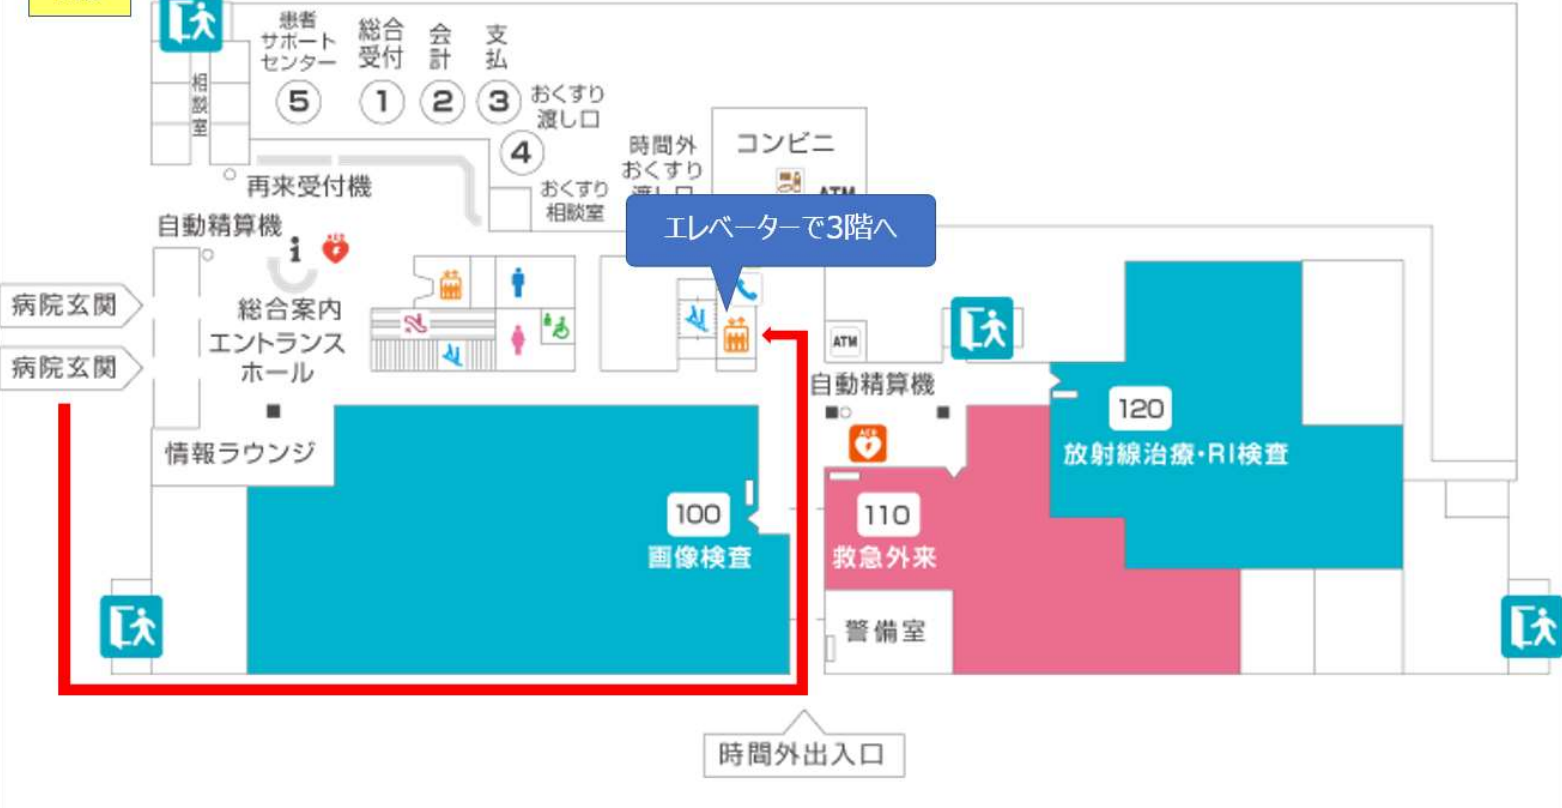 患者
サポート
センター
⑤
総合
受付
①
会
計
②
支
払
③
おくすり
渡し口
④
おくすり
相談室
相
談
室
再来受付機
自動精算機
i
AED
病院玄関
病院玄関
総合案内
エントランス
ホール
情報ラウンジ
時間外
おくすり
渡し口
コンビニ
ATM
エレベーターで3階へ
ATM
自動精算機
AED
100
画像検査
110
救急外来
120
放射線治療・RI検査
警備室
時間外出入口